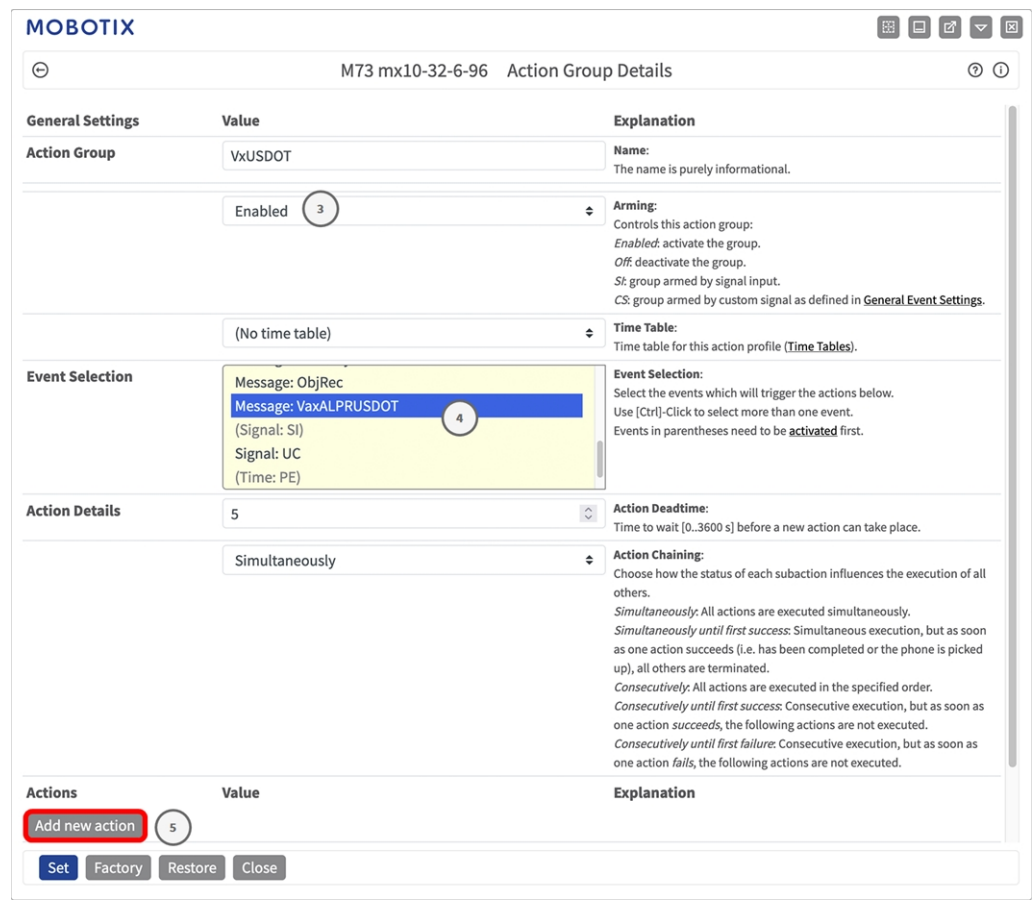 MOBOTIX
M73 mx10-32-6-96 Action Group Details
General Settings Value Explanation
Action Group VxUSDOT Name:
The name is purely informational.
Enabled 3 Arming:
Controls this action group:
Enabled: activate the group.
Off: deactivate the group.
SI: group armed by signal input.
CS: group armed by custom signal as defined in General Event Settings.
(No time table) Time Table:
Time table for this action profile (Time Tables).
Event Selection Event Selection:
Message: ObjRec Select the events which will trigger the actions below.
Message: VaxALPRUSDOT 4 Use [Ctrl]-Click to select more than one event.
(Signal: SI) Events in parentheses need to be activated first.
Signal: UC
(Time: PE)
Action Details 5 Action Deadtime:
Time to wait [0..3600 s] before a new action can take place.
Simultaneously Action Chaining:
Choose how the status of each subaction influences the execution of all
others.
Simultaneously: All actions are executed simultaneously.
Simultaneously until first success: Simultaneous execution, but as soon
as one action succeeds (i.e. has been completed or the phone is picked
up), all others are terminated.
Consecutively: All actions are executed in the specified order.
Consecutively until first success: Consecutive execution, but as soon as
one action succeeds, the following actions are not executed.
Consecutively until first failure: Consecutive execution, but as soon as
one action fails, the following actions are not executed.
Actions Value Explanation
Add new action 5
Set Factory Restore Close